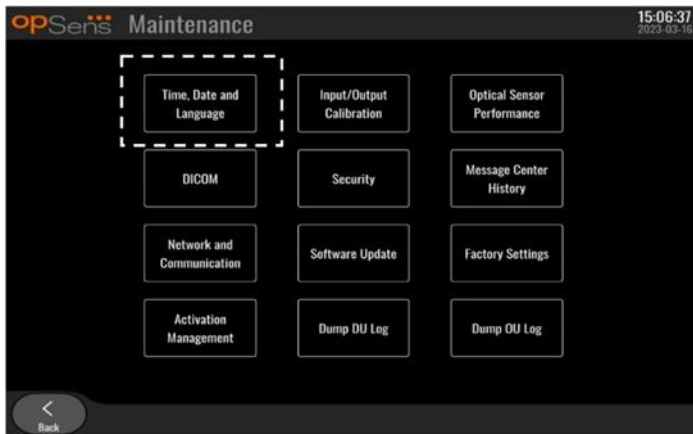 opSens Maintenance
15:06:37
2023-03-16
Time, Date and
Language
Input/Output
Calibration
Optical Sensor
Performance
DICOM
Security
Message Center
History
Network and
Communication
Software Update
Factory Settings
Activation
Management
Dump DU Log
Dump OU Log
Back